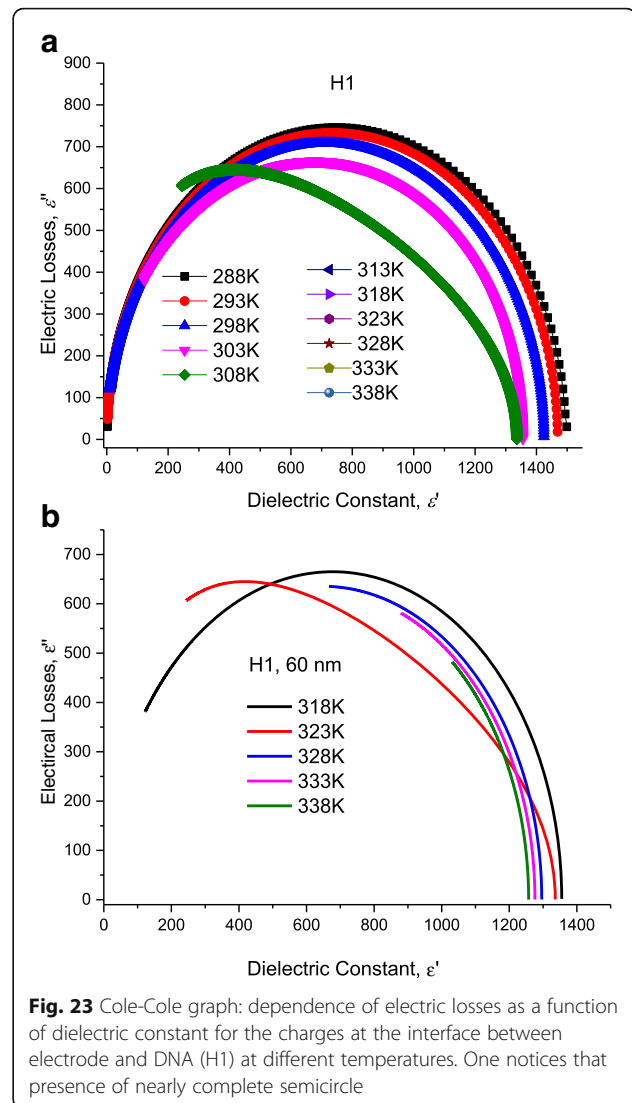 a
H1
900
800
700
600
500
400
300
200
100
0
Electric Losses, ε"
288K
293K
298K
303K
308K
313K
318K
323K
328K
333K
338K
0 200 400 600 800 1000 1200 1400
Dielectric Constant, ε'
b
700
600
500
400
300
200
100
0
Electircal Losses, ε"
H1, 60 nm
318K
323K
328K
333K
338K
0 200 400 600 800 1000 1200 1400
Dielectric Constant, ε'
Fig. 23 Cole-Cole graph: dependence of electric losses as a function
of dielectric constant for the charges at the interface between
electrode and DNA (H1) at different temperatures. One notices that
presence of nearly complete semicircle